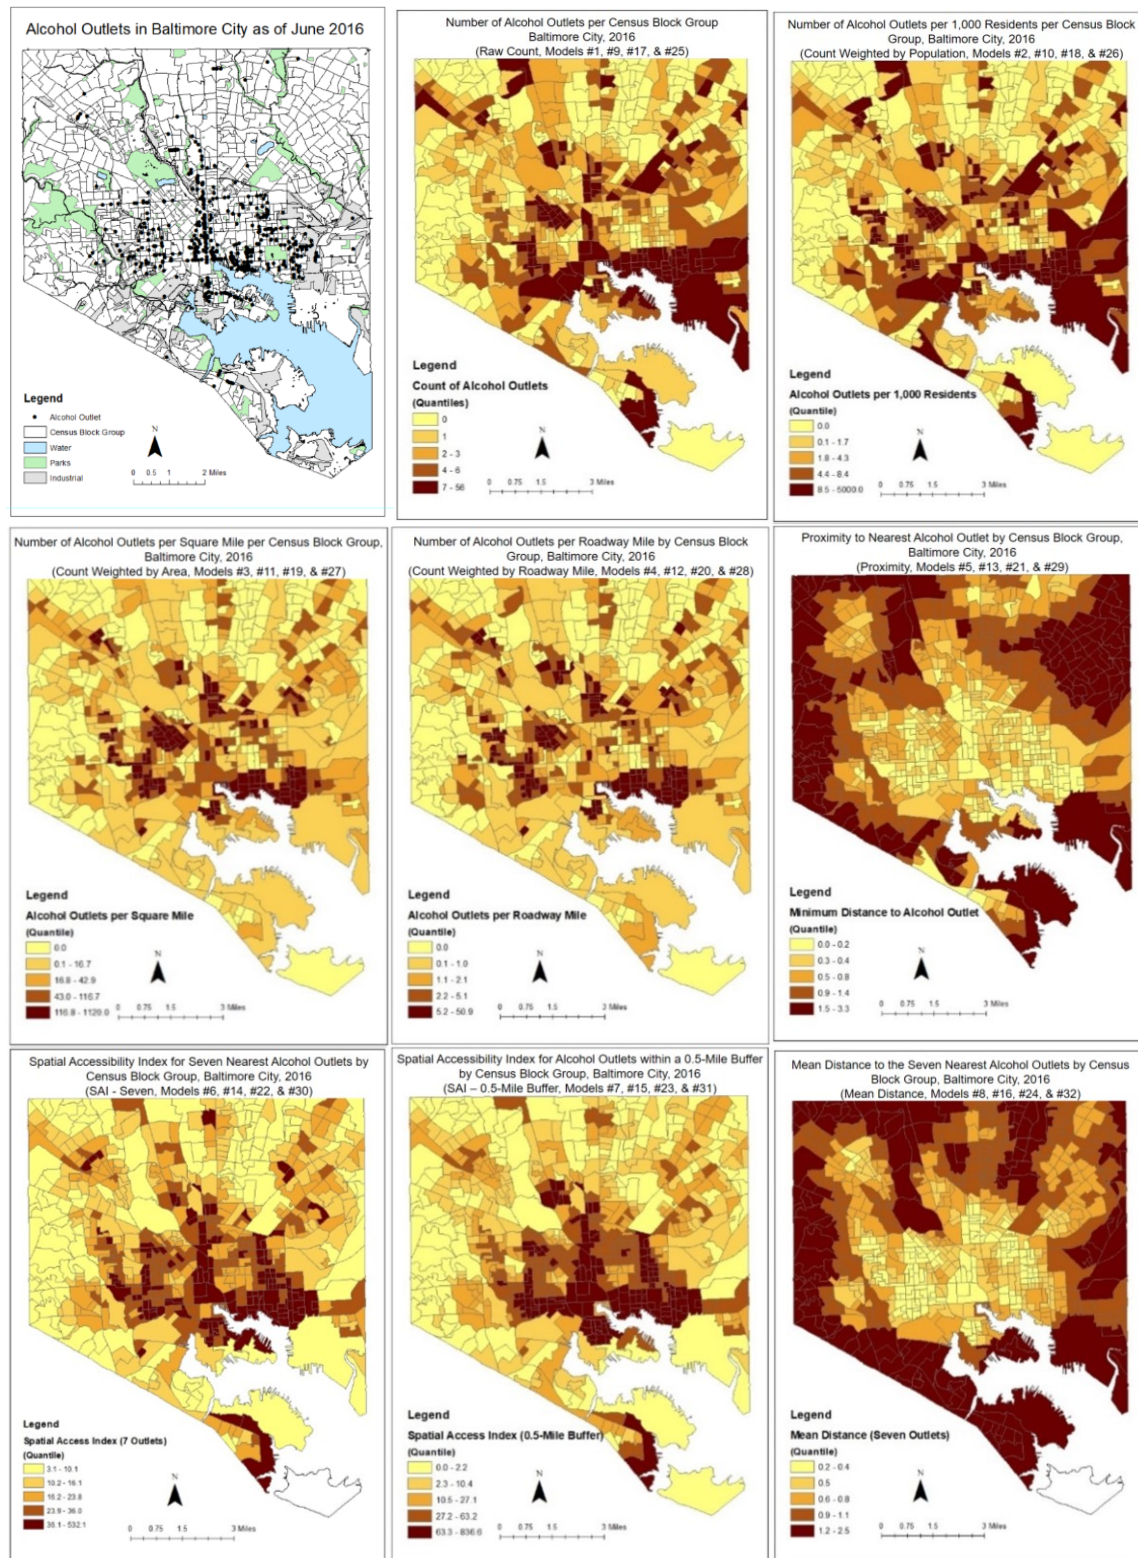 Alcohol Outlets in Baltimore City as of June 2016
Legend
Alcohol Outlet
Census Block Group
Water
Parks
Industrial
N
0 0.5 1 2 Miles
Number of Alcohol Outlets per Census Block Group
Baltimore City, 2016
(Raw Count, Models #1, #9, #17, & #25)
Legend
Count of Alcohol Outlets
(Quantiles)
0
1
2 - 3
4 - 6
7 - 56
N
0 0.75 1.5 3 Miles
Number of Alcohol Outlets per 1,000 Residents per Census Block
Group, Baltimore City, 2016
(Count Weighted by Population, Models #2, #10, #18, & #26)
Legend
Alcohol Outlets per 1,000 Residents
(Quantile)
0.0
0.1 - 1.7
1.8 - 4.3
4.4 - 8.4
8.5 - 5000.0
N
0 0.75 1.5 3 Miles
Number of Alcohol Outlets per Square Mile per Census Block Group,
Baltimore City, 2016
(Count Weighted by Area, Models #3, #11, #19, & #27)
Legend
Alcohol Outlets per Square Mile
(Quantile)
0.0
0.1 - 16.7
16.8 - 42.9
43.0 - 116.7
116.8 - 1120.0
N
0 0.75 1.5 3 Miles
Number of Alcohol Outlets per Roadway Mile by Census Block
Group, Baltimore City, 2016
(Count Weighted by Roadway Mile, Models #4, #12, #20, & #28)
Legend
Alcohol Outlets per Roadway Mile
(Quantile)
0.0
0.1 - 1.0
1.1 - 2.1
2.2 - 5.1
5.2 - 50.9
N
0 0.75 1.5 3 Miles
Proximity to Nearest Alcohol Outlet by Census Block Group,
Baltimore City, 2016
(Proximity, Models #5, #13, #21, & #29)
Legend
Minimum Distance to Alcohol Outlet
(Quantile)
0.0 - 0.2
0.3 - 0.4
0.5 - 0.8
0.9 - 1.4
1.5 - 3.3
N
0 0.75 1.5 3 Miles
Spatial Accessibility Index for Seven Nearest Alcohol Outlets by
Census Block Group, Baltimore City, 2016
(SAI - Seven, Models #6, #14, #22, & #30)
Legend
Spatial Access Index (7 Outlets)
(Quantile)
3.1 - 10.1
10.2 - 16.1
16.2 - 23.8
23.9 - 36.0
36.1 - 532.1
N
0 0.75 1.5 3 Miles
Spatial Accessibility Index for Alcohol Outlets within a 0.5-Mile Buffer
by Census Block Group, Baltimore City, 2016
(SAI – 0.5-Mile Buffer, Models #7, #15, #23, & #31)
Legend
Spatial Access Index (0.5-Mile Buffer)
(Quantile)
0.0 - 2.2
2.3 - 10.4
10.5 - 27.1
27.2 - 63.2
63.3 - 836.6
N
0 0.75 1.5 3 Miles
Mean Distance to the Seven Nearest Alcohol Outlets by Census
Block Group, Baltimore City, 2016
(Mean Distance, Models #8, #16, #24, & #32)
Legend
Mean Distance (Seven Outlets)
(Quantile)
0.2 - 0.4
0.5
0.6 - 0.8
0.9 - 1.1
1.2 - 2.5
N
0 0.75 1.5 3 Miles